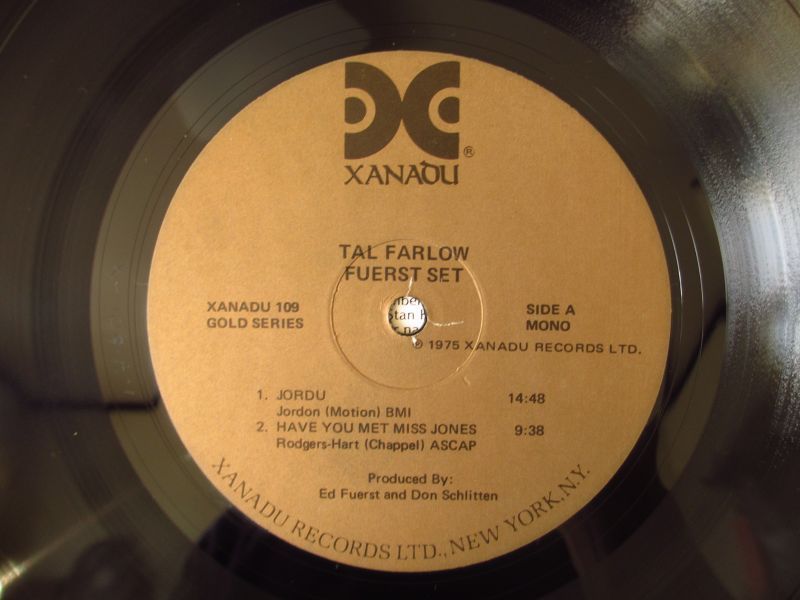 XANADU ®
TAL FARLOW
FUERST SET
XANADU 109
GOLD SERIES
SIDE A
MONO
Stan
℗ 1975 XANADU RECORDS LTD.
1. JORDU 14:48
Jordon (Motion) BMI
2. HAVE YOU MET MISS JONES 9:38
Rodgers-Hart (Chappel) ASCAP
Produced By:
Ed Fuerst and Don Schlitten
XANADU RECORDS LTD., NEW YORK, N.Y.